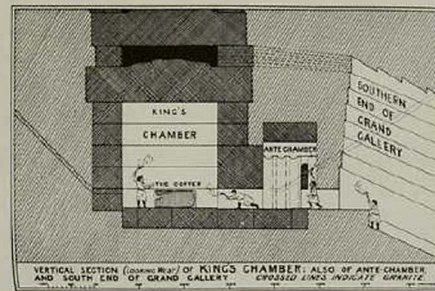 KING'S
CHAMBER
THE COFFER
ANTE CHAMBER
SOUTHERN
END OF
GRAND
GALLERY
VERTICAL SECTION (LOOKING WEST) OF KINGS CHAMBER; ALSO OF ANTE-CHAMBER,
AND SOUTH END OF GRAND GALLERY CROSSED LINES INDICATE GRANITE.